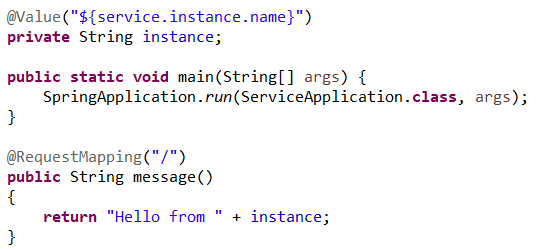 @Value("${service.instance.name}")
private String instance;
public static void main(String[] args) {
SpringApplication.run(ServiceApplication.class, args);
}
@RequestMapping("/")
public String message()
{
return "Hello from " + instance;
}